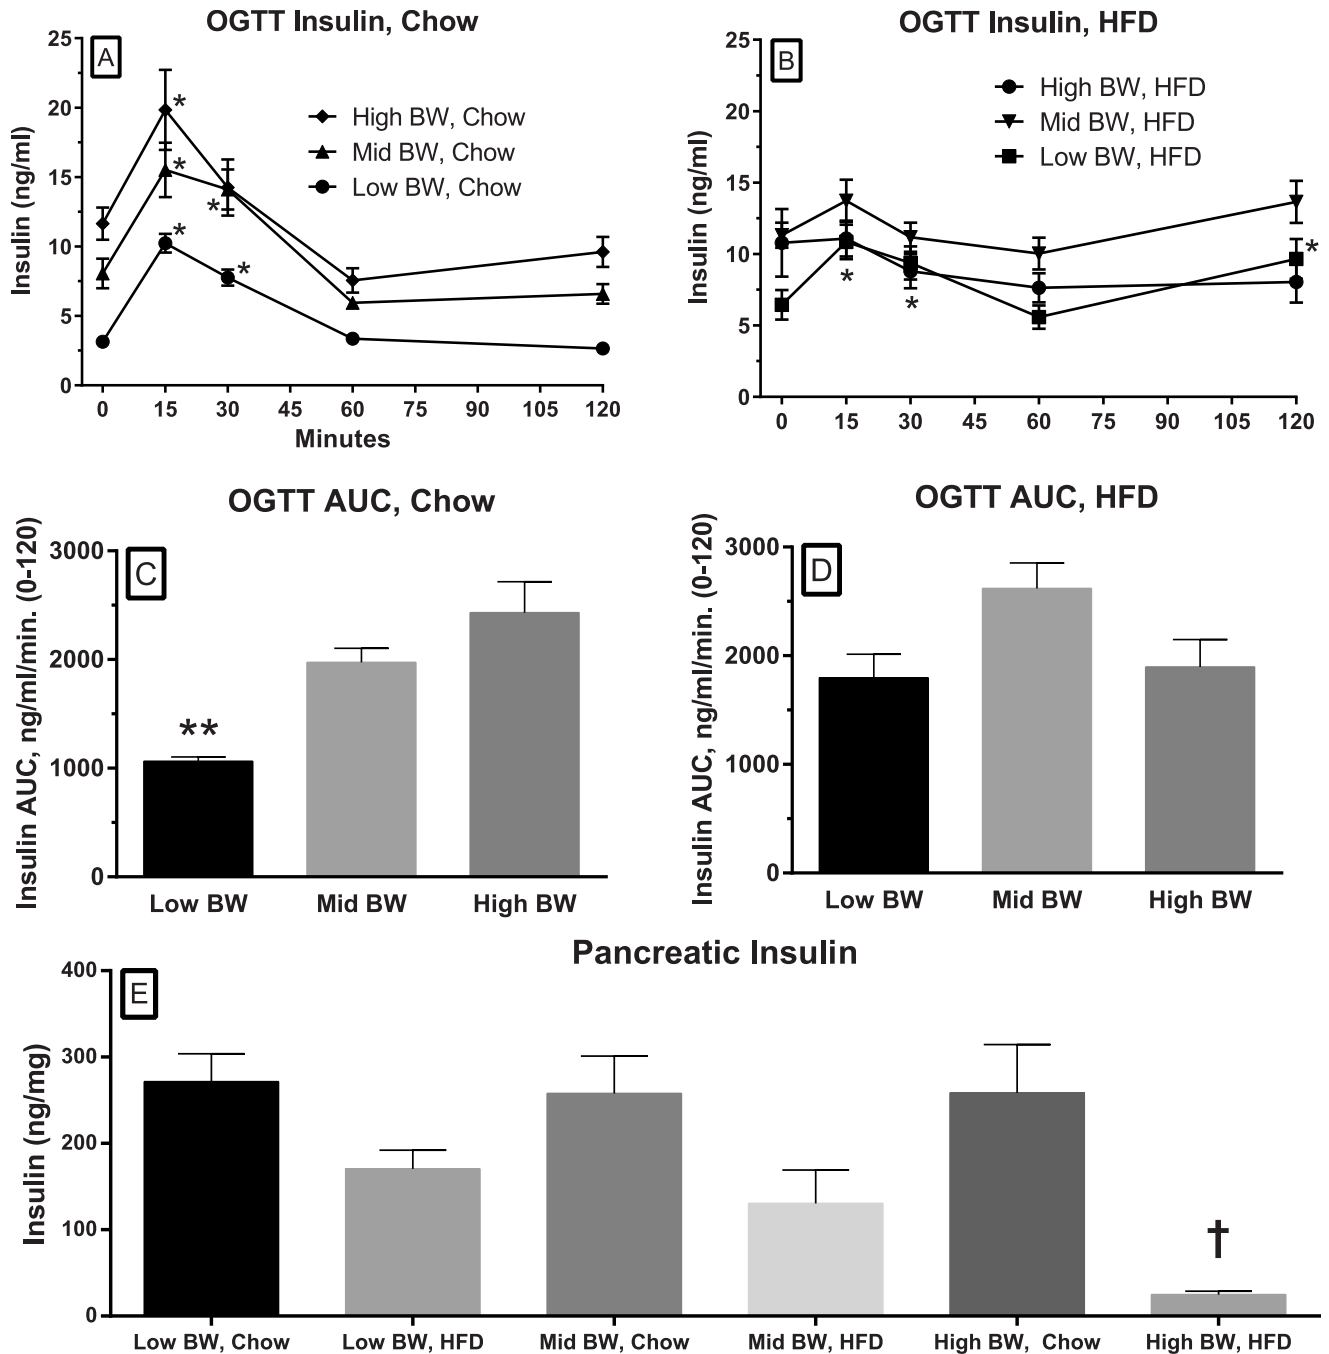 OGTT Insulin, Chow
A
Insulin (ng/ml)
25
20
15
10
5
0
High BW, Chow
Mid BW, Chow
Low BW, Chow
*
*
*
*
*
0 15 30 45 60 75 90 105 120
Minutes
OGTT Insulin, HFD
B
Insulin (ng/ml)
25
20
15
10
5
0
High BW, HFD
Mid BW, HFD
Low BW, HFD
*
*
*
0 15 30 45 60 75 90 105 120
OGTT AUC, Chow
C
Insulin AUC, ng/ml/min. (0-120)
3000
2000
1000
0
**
Low BW Mid BW High BW
OGTT AUC, HFD
D
Insulin AUC, ng/ml/min. (0-120)
3000
2000
1000
0
Low BW Mid BW High BW
Pancreatic Insulin
E
Insulin (ng/mg)
400
300
200
100
0
†
Low BW, Chow Low BW, HFD Mid BW, Chow Mid BW, HFD High BW, Chow High BW, HFD